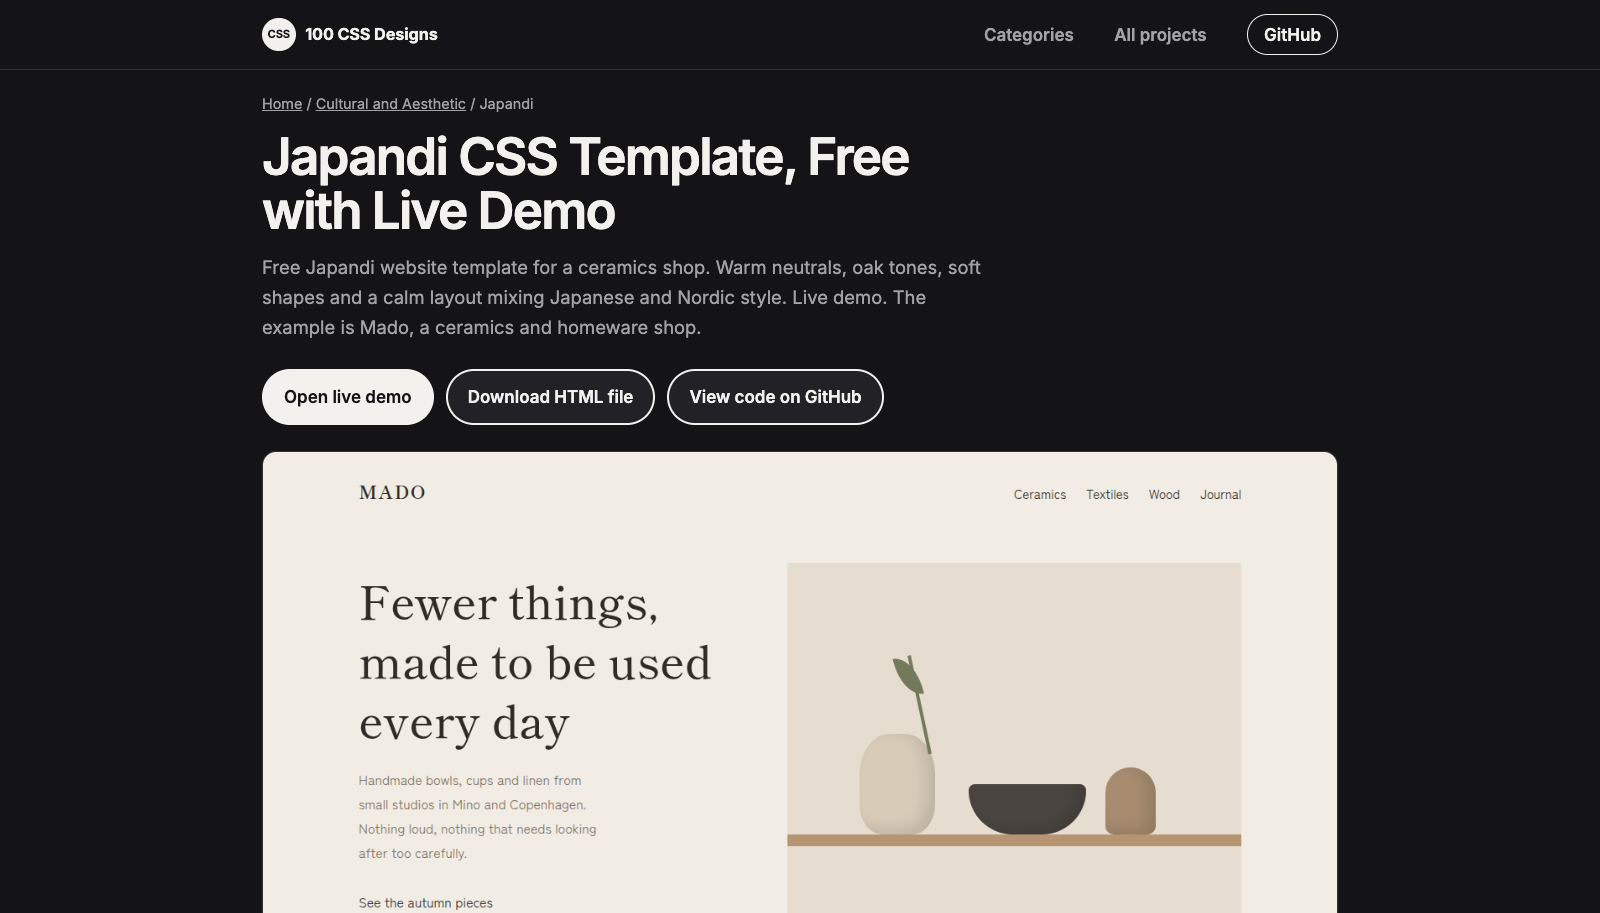 CSS 100 CSS Designs
Categories All projects GitHub
Home / Cultural and Aesthetic / Japandi
Japandi CSS Template, Free
with Live Demo
Free Japandi website template for a ceramics shop. Warm neutrals, oak tones, soft
shapes and a calm layout mixing Japanese and Nordic style. Live demo. The
example is Mado, a ceramics and homeware shop.
Open live demo Download HTML file View code on GitHub
MADO
Ceramics Textiles Wood Journal
Fewer things,
made to be used
every day
Handmade bowls, cups and linen from
small studios in Mino and Copenhagen.
Nothing loud, nothing that needs looking
after too carefully.
See the autumn pieces